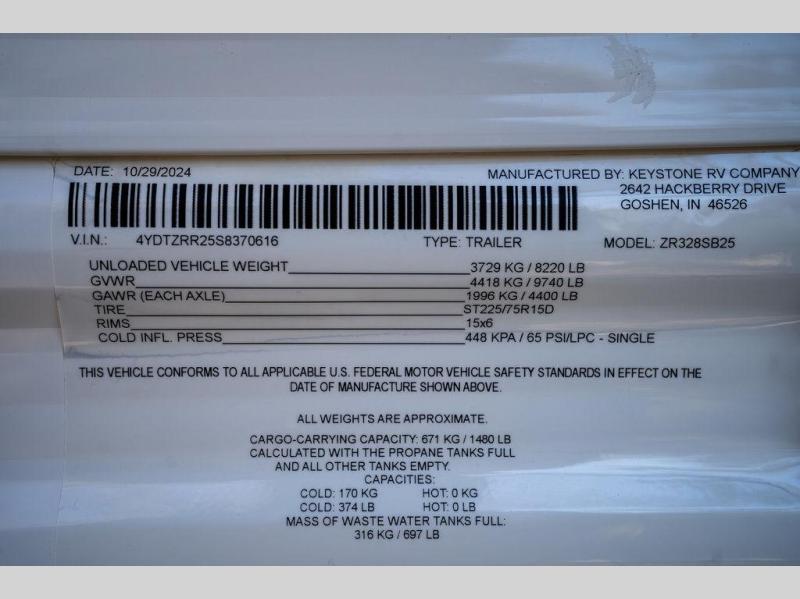 DATE: 10/29/2024
MANUFACTURED BY: KEYSTONE RV COMPANY
2642 HACKBERRY DRIVE
GOSHEN, IN 46526
V.I.N.: 4YDTZRR25S8370616 TYPE: TRAILER MODEL: ZR328SB25
UNLOADED VEHICLE WEIGHT 3729 KG / 8220 LB
GVWR 4418 KG / 9740 LB
GAWR (EACH AXLE) 1996 KG / 4400 LB
TIRE ST225/75R15D
RIMS 15x6
COLD INFL. PRESS 448 KPA / 65 PSI/LPC - SINGLE
THIS VEHICLE CONFORMS TO ALL APPLICABLE U.S. FEDERAL MOTOR VEHICLE SAFETY STANDARDS IN EFFECT ON THE
DATE OF MANUFACTURE SHOWN ABOVE.
ALL WEIGHTS ARE APPROXIMATE.
CARGO-CARRYING CAPACITY: 671 KG / 1480 LB
CALCULATED WITH THE PROPANE TANKS FULL
AND ALL OTHER TANKS EMPTY.
CAPACITIES:
COLD: 170 KG HOT: 0 KG
COLD: 374 LB HOT: 0 LB
MASS OF WASTE WATER TANKS FULL:
316 KG / 697 LB